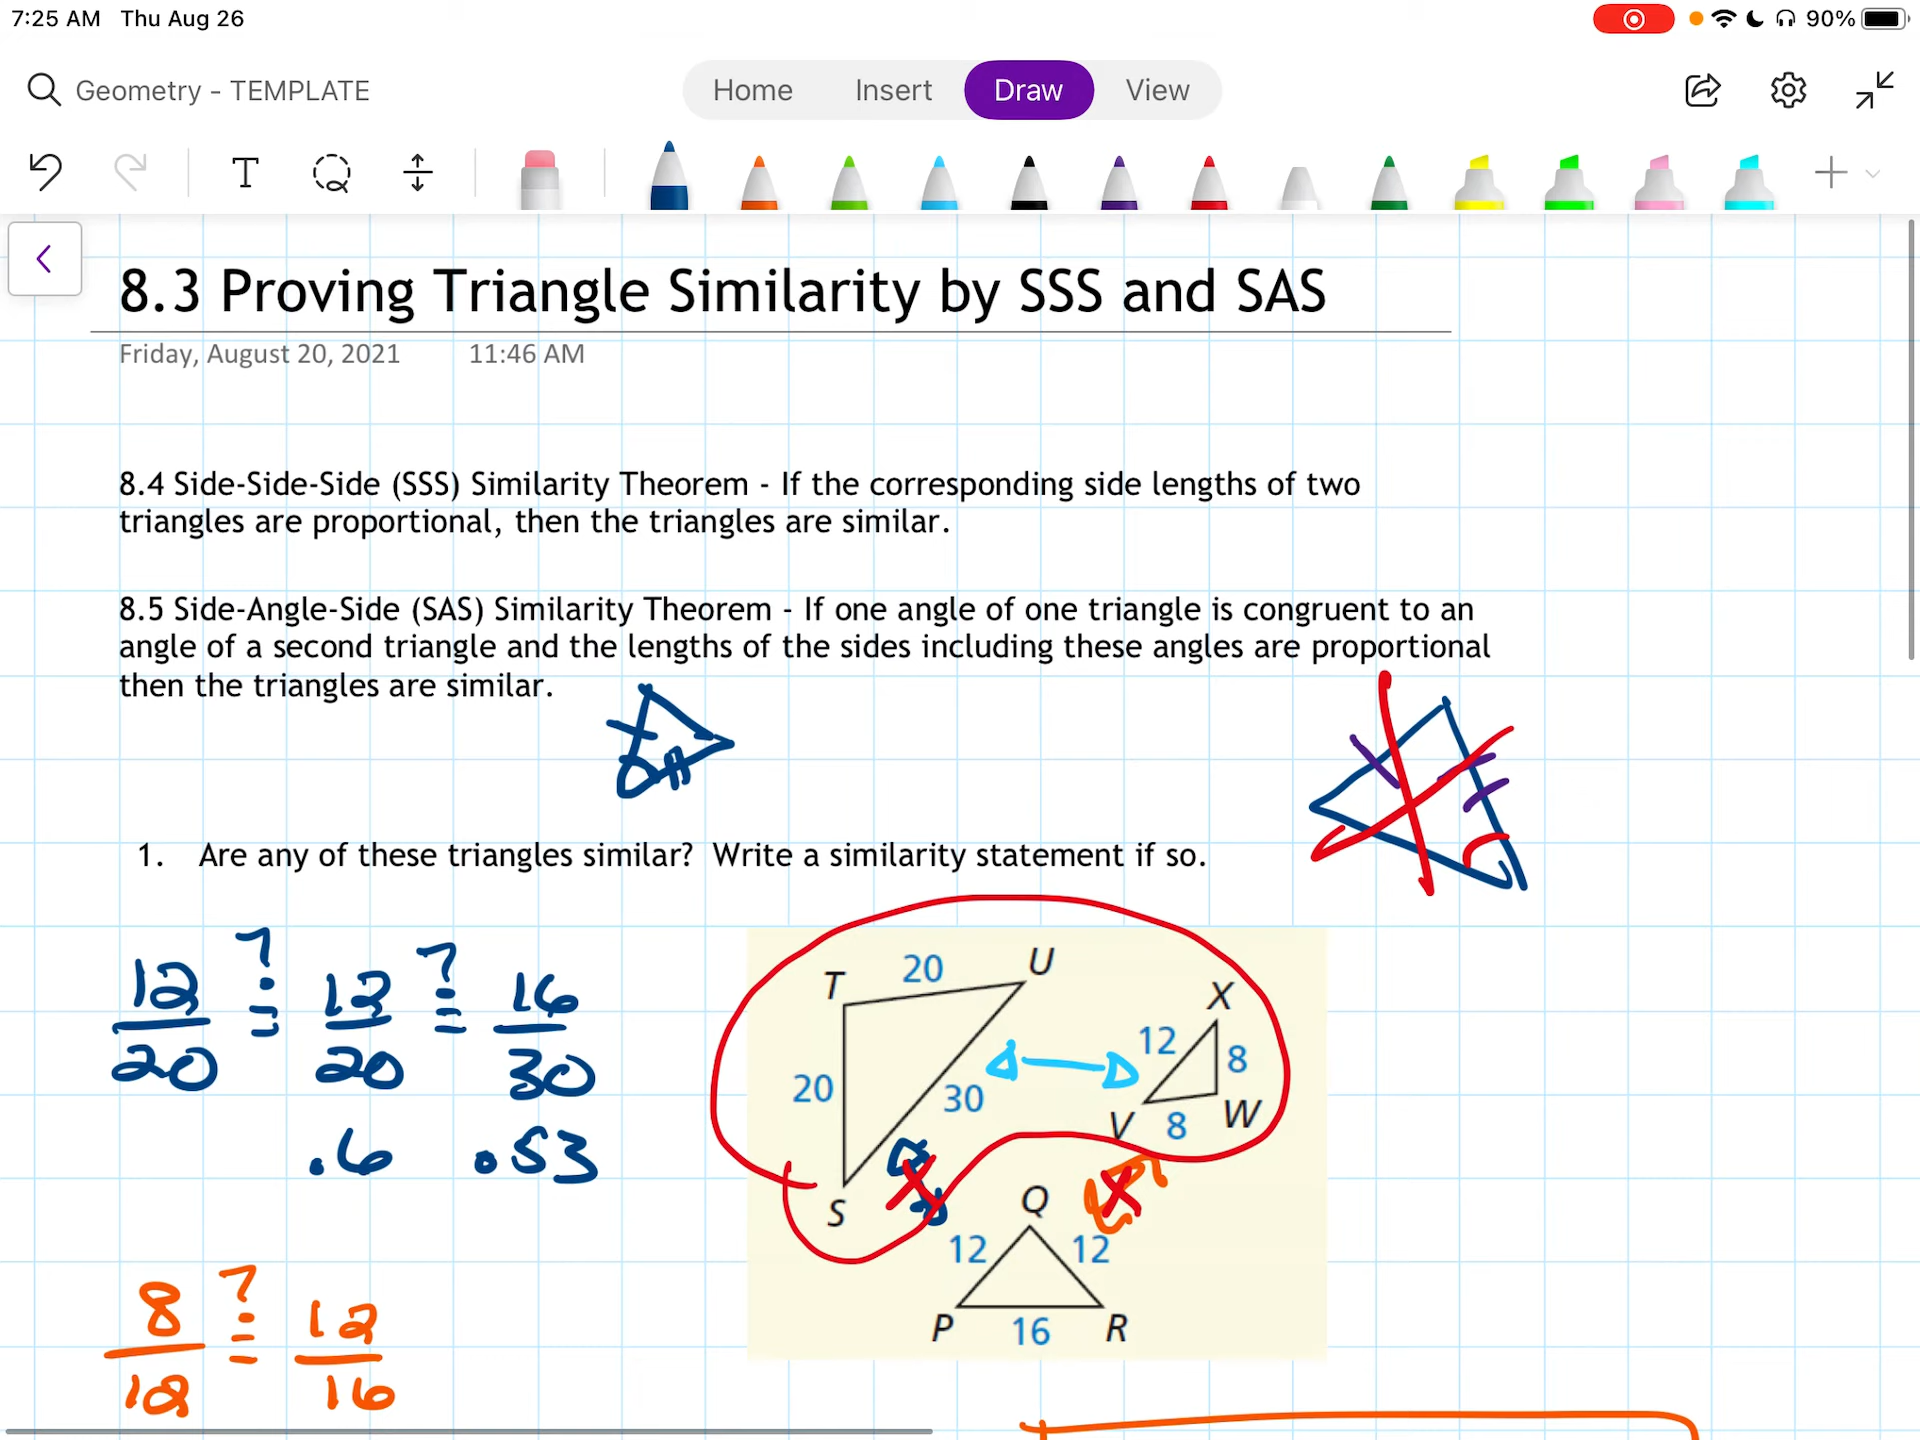 7:25 AM Thu Aug 26 90%
Geometry - TEMPLATE Home Insert Draw View
T
8.3 Proving Triangle Similarity by SSS and SAS
Friday, August 20, 2021 11:46 AM
8.4 Side-Side-Side (SSS) Similarity Theorem - If the corresponding side lengths of two
triangles are proportional, then the triangles are similar.
8.5 Side-Angle-Side (SAS) Similarity Theorem - If one angle of one triangle is congruent to an
angle of a second triangle and the lengths of the sides including these angles are proportional
then the triangles are similar.
1. Are any of these triangles similar? Write a similarity statement if so.
12/20 ?= 12/20 ?= 16/30
.6 .53
8/12 ?= 12/16
T 20 U
X
12 8
20 30
V 8 W
S
Q
12 12
P 16 R